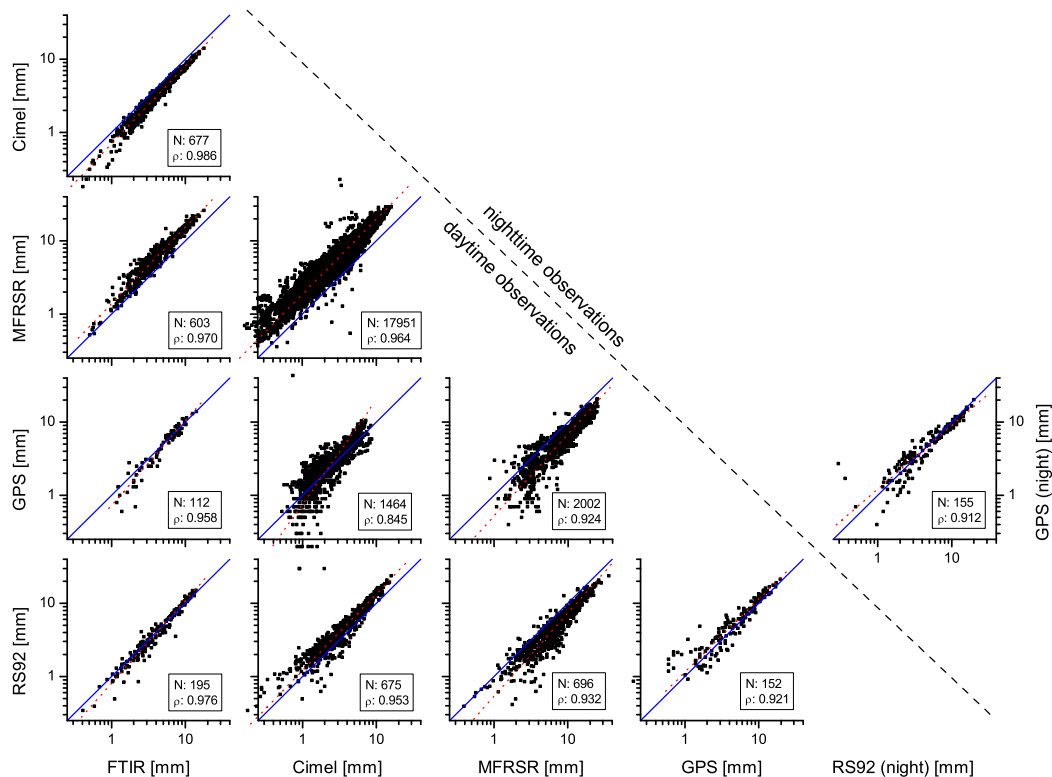 Cimel [mm]
10
1
N: 677
ρ: 0.986
MFRSR [mm]
10
1
N: 603
ρ: 0.970
N: 17951
ρ: 0.964
nighttime observations
daytime observations
GPS [mm]
10
1
N: 112
ρ: 0.958
N: 1464
ρ: 0.845
N: 2002
ρ: 0.924
N: 155
ρ: 0.912
10
1
GPS (night) [mm]
1 10
RS92 [mm]
10
1
N: 195
ρ: 0.976
N: 675
ρ: 0.953
N: 696
ρ: 0.932
N: 152
ρ: 0.921
1 10
1 10
1 10
1 10
FTIR [mm]
Cimel [mm]
MFRSR [mm]
GPS [mm]
RS92 (night) [mm]